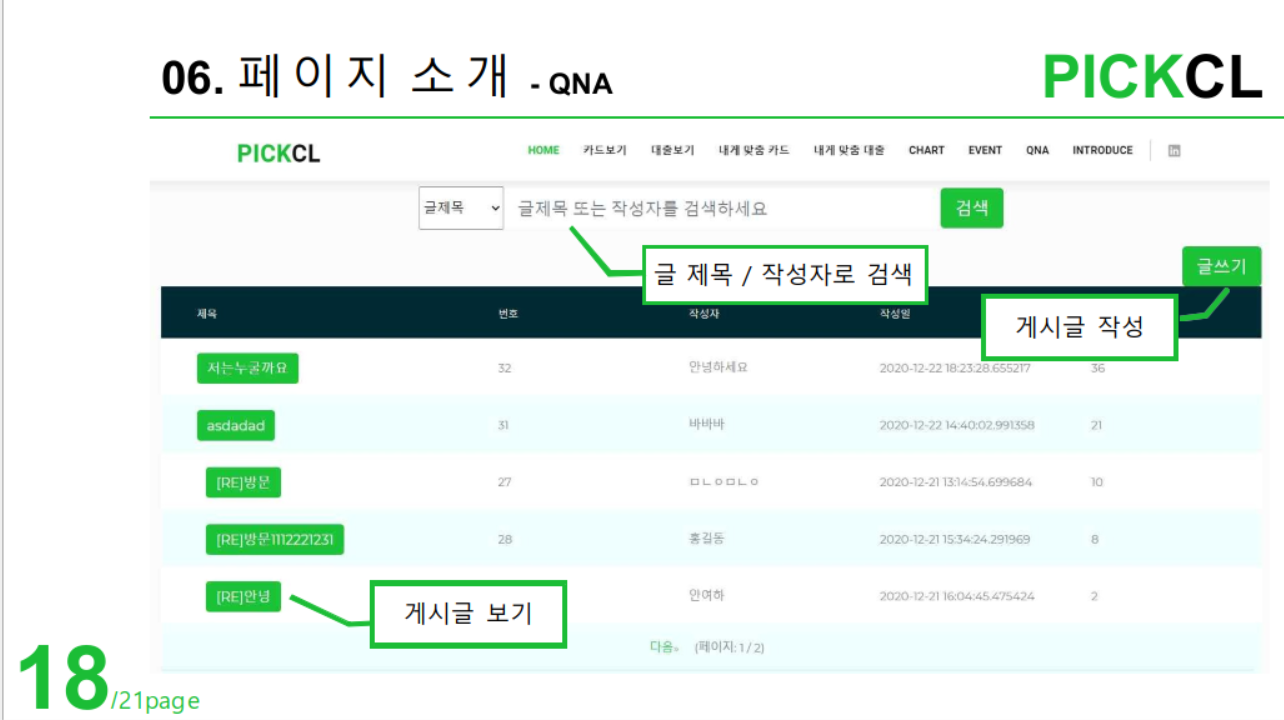 06. 페이지 소개 - QNA
PICKCL
PICKCL HOME 카드보기 대출보기 내게 맞춤 카드 내게 맞춤 대출 CHART EVENT QNA INTRODUCE in
글제목 글제목 또는 작성자를 검색하세요 검색
글 제목 / 작성자로 검색
글쓰기
제목 번호 작성자 작성일
게시글 작성
저는누굴까요 32 안녕하세요 2020-12-22 18:23:28.655217 36
asdadad 31 바바바 2020-12-22 14:40:02.991358 21
[RE]방문 27 ㅁㄴㅇㅁㄴㅇ 2020-12-21 13:14:54.699684 10
[RE]방문1112221231 28 홍길동 2020-12-21 15:34:24.291969 8
[RE]안녕 안여하 2020-12-21 16:04:45.475424 2
게시글 보기
다음» (페이지: 1 / 2)
18/21page